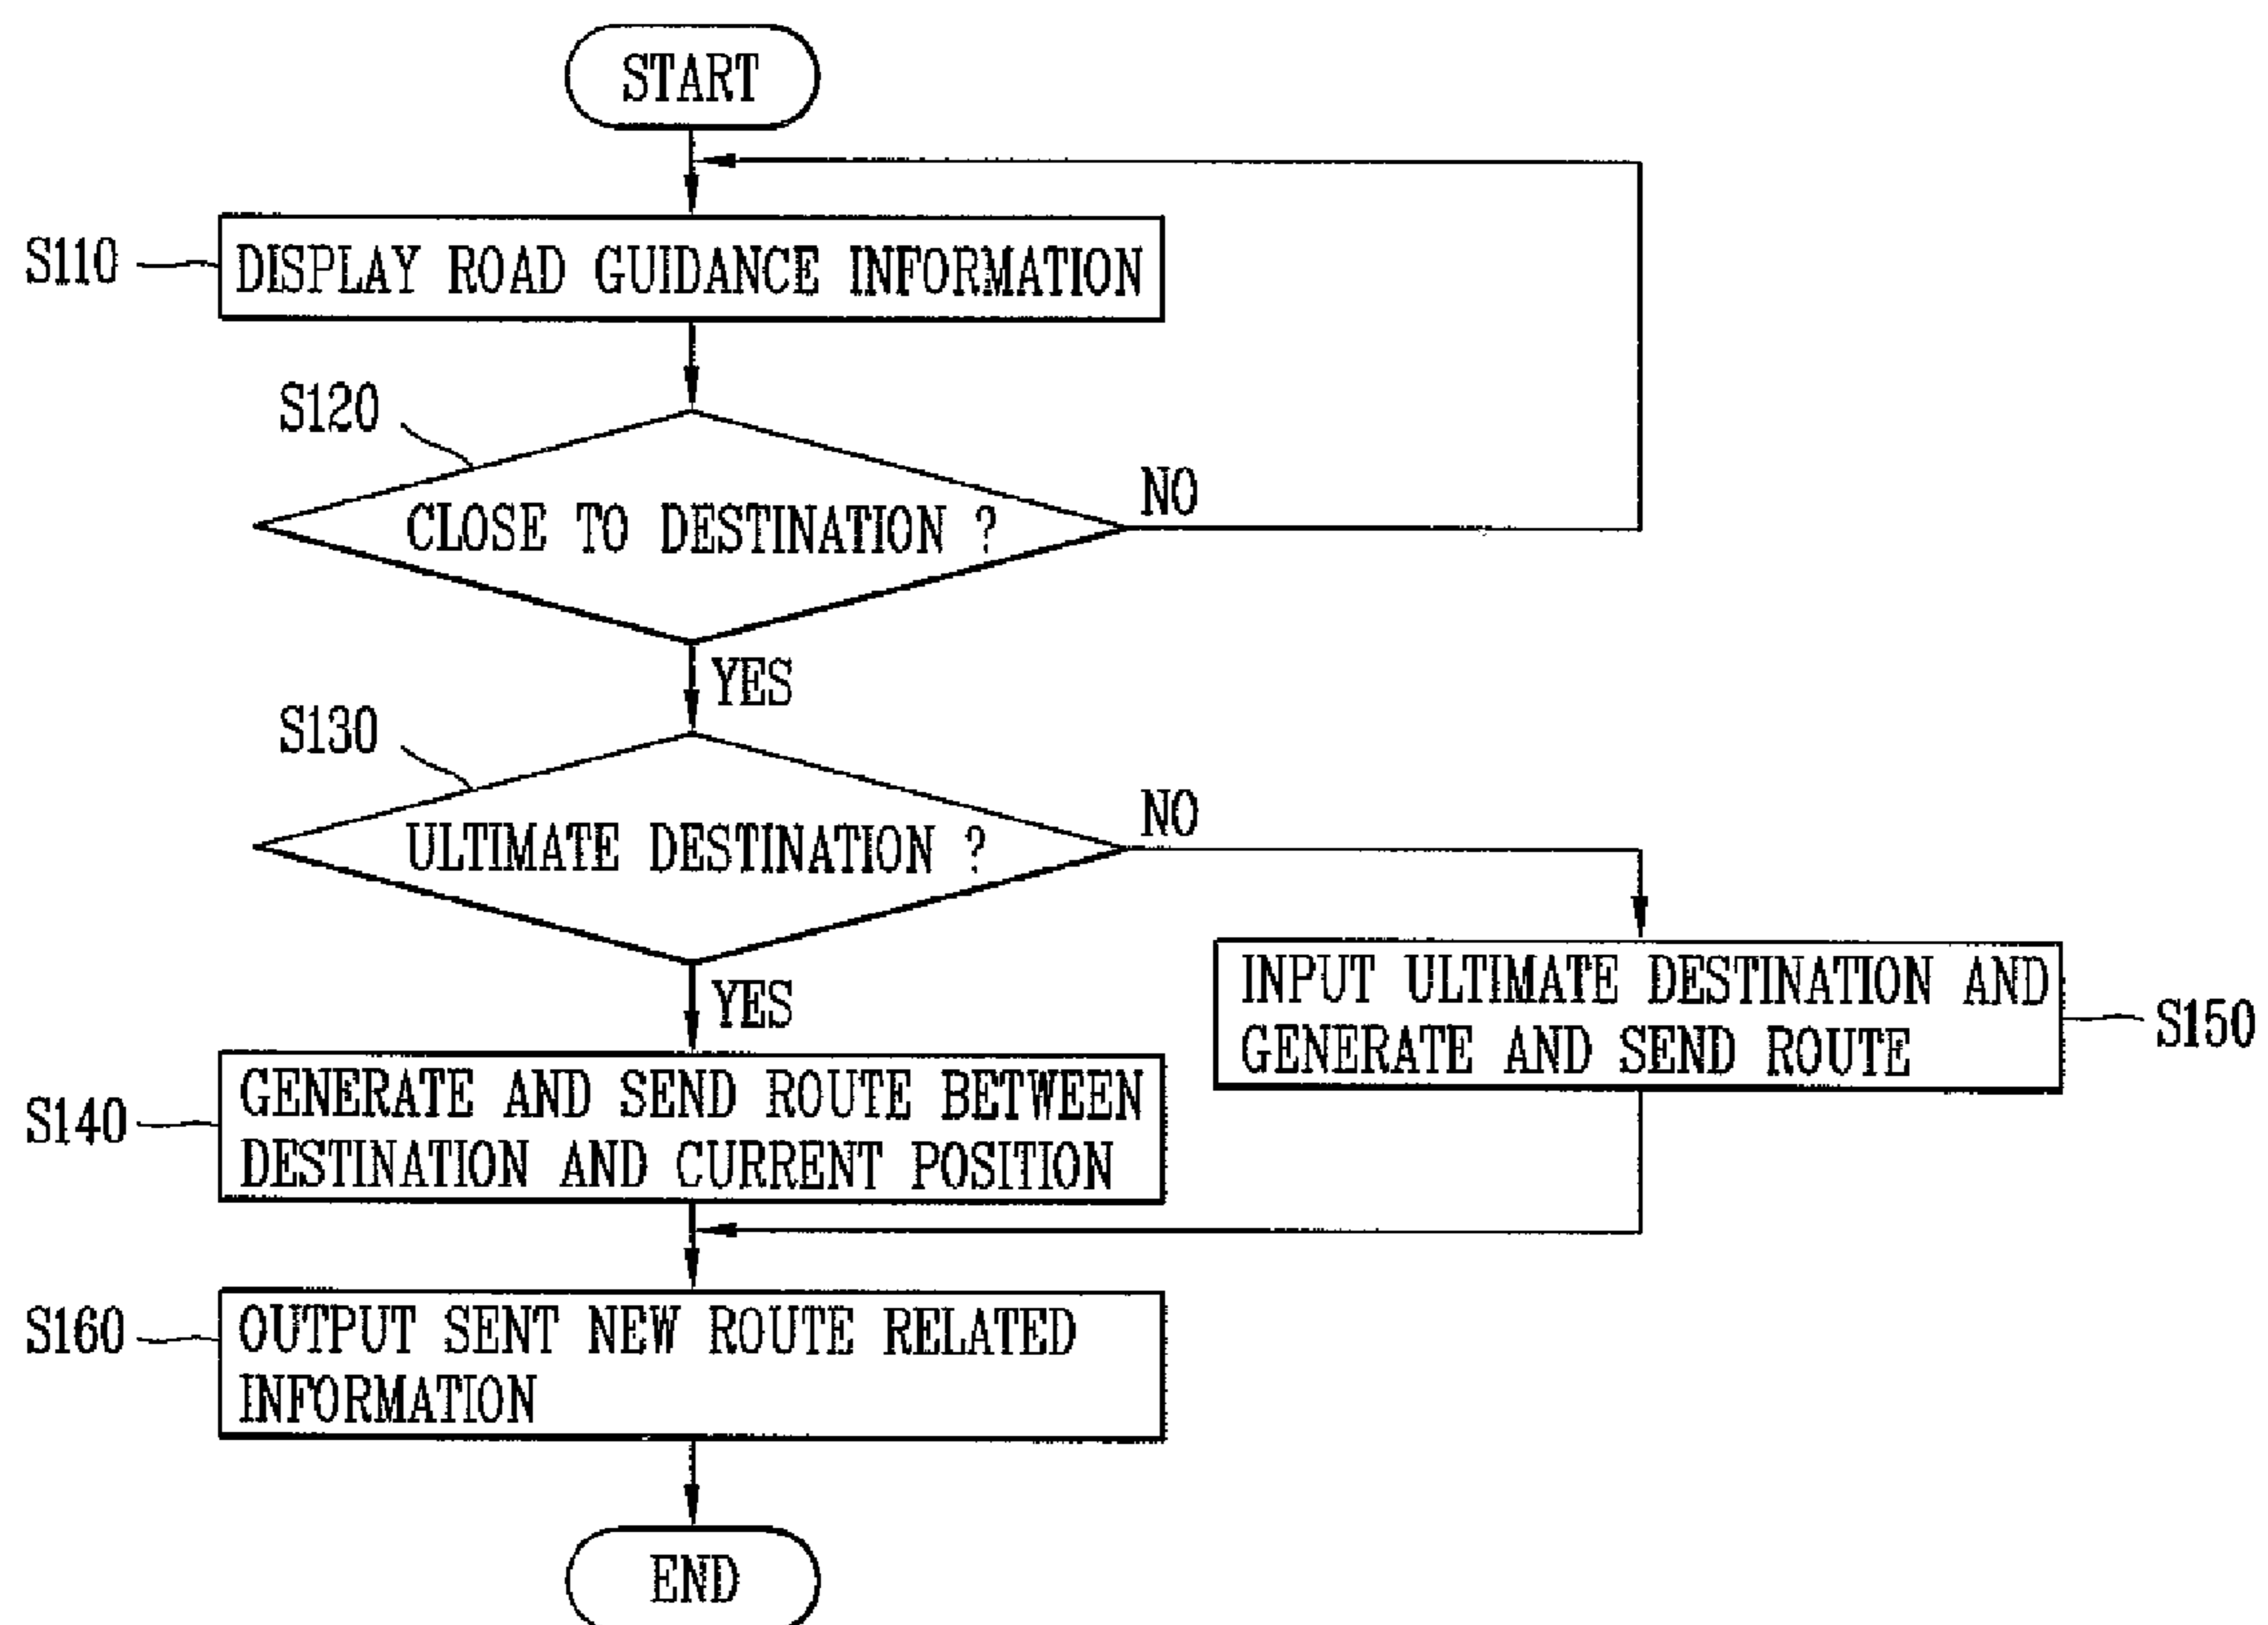 START
S110
DISPLAY ROAD GUIDANCE INFORMATION
S120
CLOSE TO DESTINATION ?
NO
YES
S130
ULTIMATE DESTINATION ?
NO
YES
INPUT ULTIMATE DESTINATION AND
GENERATE AND SEND ROUTE
S150
S140
GENERATE AND SEND ROUTE BETWEEN
DESTINATION AND CURRENT POSITION
S160
OUTPUT SENT NEW ROUTE RELATED
INFORMATION
END